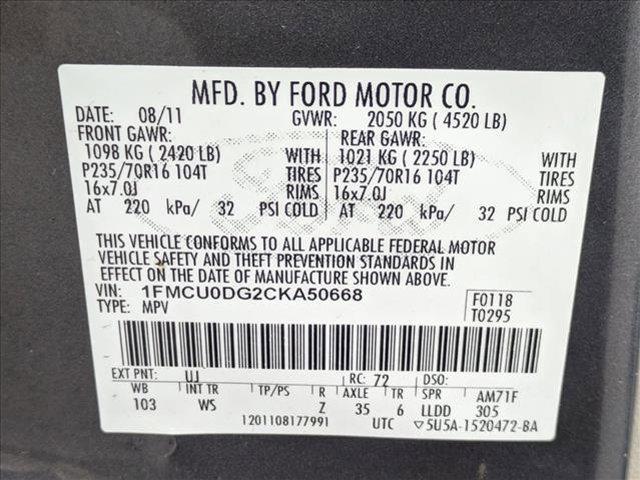 MFD. BY FORD MOTOR CO.
DATE: 08/11 GVWR: 2050 KG ( 4520 LB)
FRONT GAWR: REAR GAWR:
1098 KG ( 2420 LB) WITH 1021 KG ( 2250 LB) WITH
P235/70R16 104T TIRES P235/70R16 104T TIRES
16x7.0J RIMS 16x7.0J RIMS
AT 220 kPa/ 32 PSI COLD AT 220 kPa/ 32 PSI COLD
THIS VEHICLE CONFORMS TO ALL APPLICABLE FEDERAL MOTOR
VEHICLE SAFETY AND THEFT PREVENTION STANDARDS IN
EFFECT ON THE DATE OF MANUFACTURE SHOWN ABOVE.
VIN: 1FMCU0DG2CKA50668 F0118
TYPE: MPV T0295
EXT PNT: UJ RC: 72 DSO:
WB INT TR TP/PS R AXLE TR SPR AM71F
103 WS Z 35 6 LLDD 305
1201108177991 UTC ▽5U5A-1520472-BA